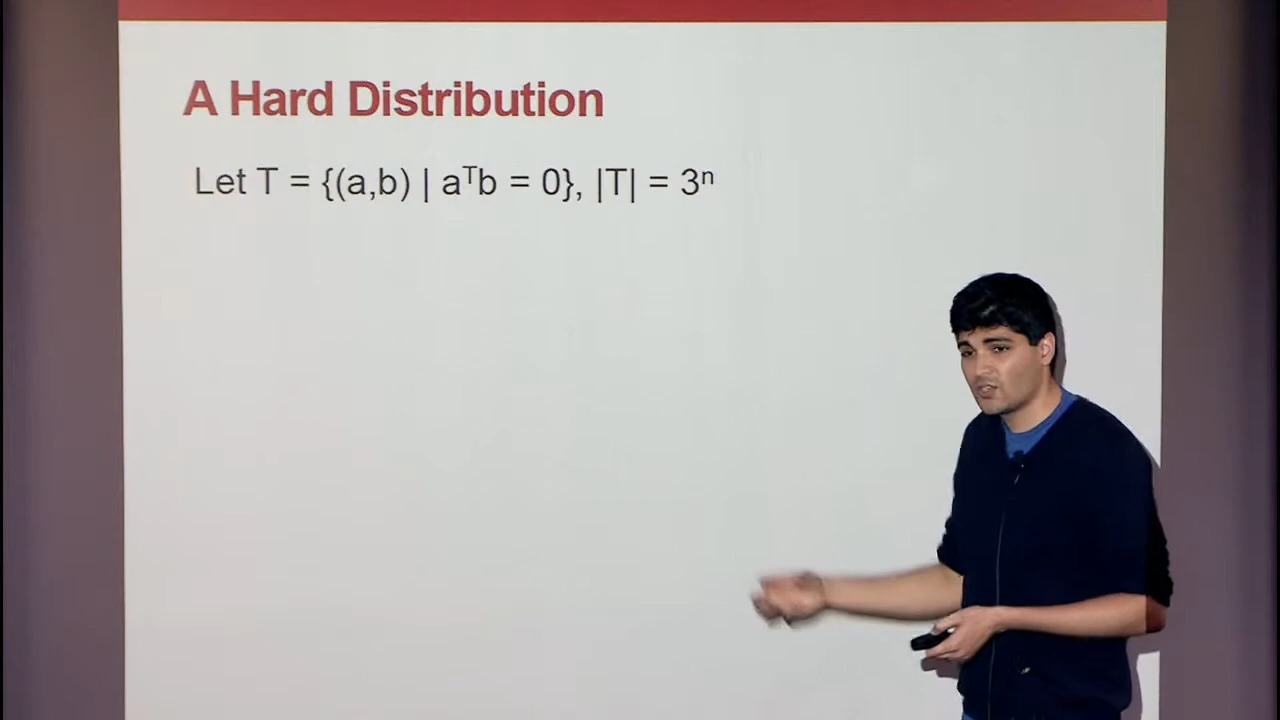 A Hard Distribution
Let T = {(a,b) | aᵀb = 0}, |T| = 3ⁿ